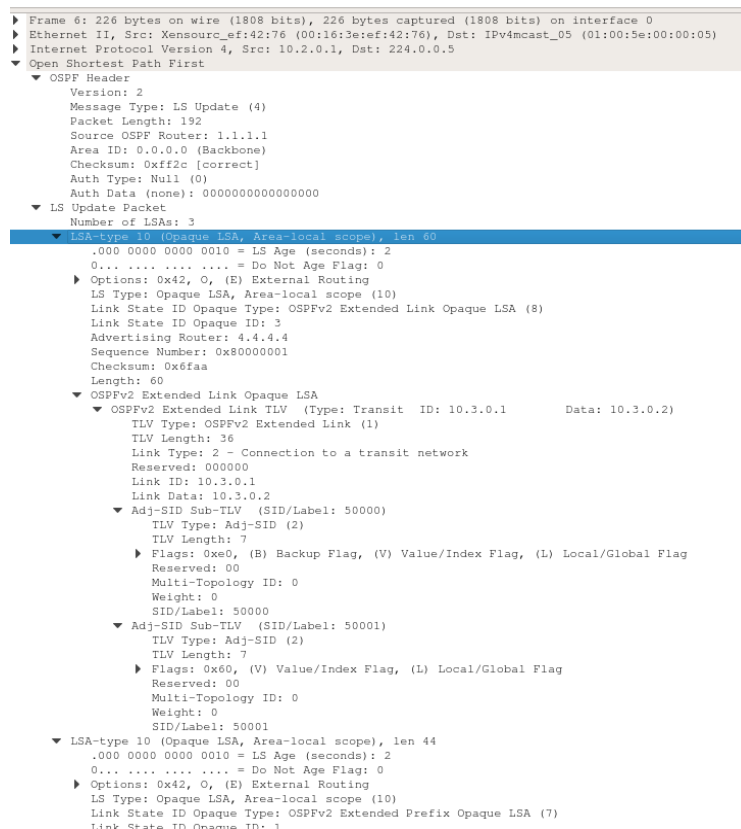 Frame 6: 226 bytes on wire (1808 bits), 226 bytes captured (1808 bits) on interface 0
Ethernet II, Src: Xensourc_ef:42:76 (00:16:3e:ef:42:76), Dst: IPv4mcast_05 (01:00:5e:00:00:05)
Internet Protocol Version 4, Src: 10.2.0.1, Dst: 224.0.0.5
Open Shortest Path First
OSPF Header
Version: 2
Message Type: LS Update (4)
Packet Length: 192
Source OSPF Router: 1.1.1.1
Area ID: 0.0.0.0 (Backbone)
Checksum: 0xff2c [correct]
Auth Type: Null (0)
Auth Data (none): 0000000000000000
LS Update Packet
Number of LSAs: 3
LSA-type 10 (Opaque LSA, Area-local scope), len 60
.000 0000 0000 0010 = LS Age (seconds): 2
0... .... .... .... = Do Not Age Flag: 0
Options: 0x42, O, (E) External Routing
LS Type: Opaque LSA, Area-local scope (10)
Link State ID Opaque Type: OSPFv2 Extended Link Opaque LSA (8)
Link State ID Opaque ID: 3
Advertising Router: 4.4.4.4
Sequence Number: 0x80000001
Checksum: 0x6faa
Length: 60
OSPFv2 Extended Link Opaque LSA
OSPFv2 Extended Link TLV (Type: Transit ID: 10.3.0.1 Data: 10.3.0.2)
TLV Type: OSPFv2 Extended Link (1)
TLV Length: 36
Link Type: 2 - Connection to a transit network
Reserved: 000000
Link ID: 10.3.0.1
Link Data: 10.3.0.2
Adj-SID Sub-TLV (SID/Label: 50000)
TLV Type: Adj-SID (2)
TLV Length: 7
Flags: 0xe0, (B) Backup Flag, (V) Value/Index Flag, (L) Local/Global Flag
Reserved: 00
Multi-Topology ID: 0
Weight: 0
SID/Label: 50000
Adj-SID Sub-TLV (SID/Label: 50001)
TLV Type: Adj-SID (2)
TLV Length: 7
Flags: 0x60, (V) Value/Index Flag, (L) Local/Global Flag
Reserved: 00
Multi-Topology ID: 0
Weight: 0
SID/Label: 50001
LSA-type 10 (Opaque LSA, Area-local scope), len 44
.000 0000 0000 0010 = LS Age (seconds): 2
0... .... .... .... = Do Not Age Flag: 0
Options: 0x42, O, (E) External Routing
LS Type: Opaque LSA, Area-local scope (10)
Link State ID Opaque Type: OSPFv2 Extended Prefix Opaque LSA (7)
Link State ID Opaque ID: 1